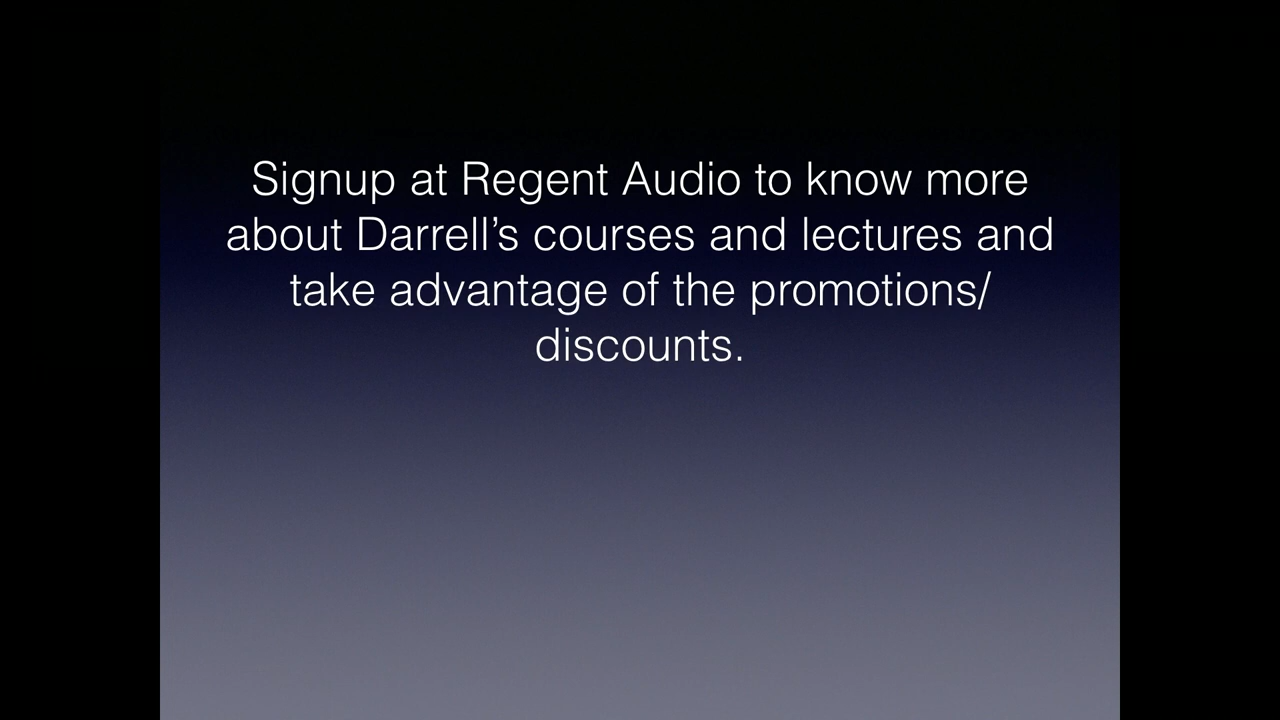 Signup at Regent Audio to know more
about Darrell’s courses and lectures and
take advantage of the promotions/
discounts.